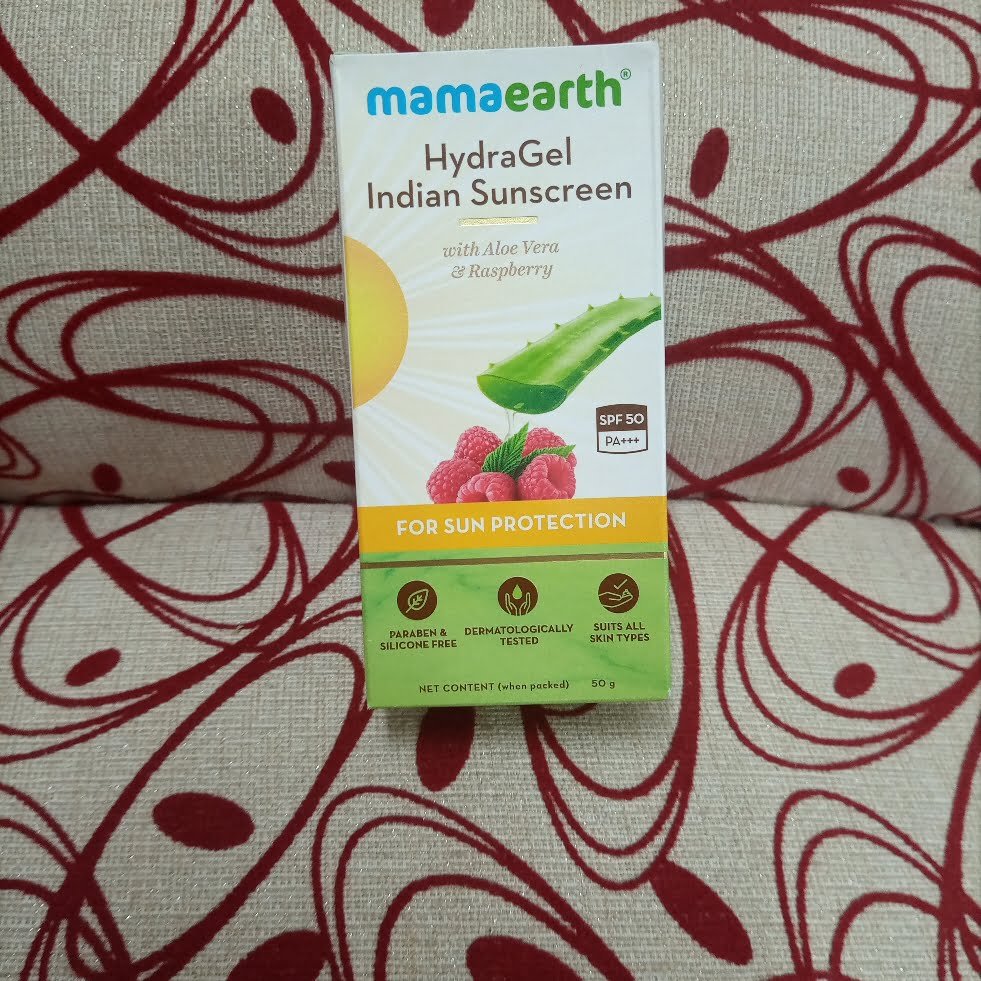 mamaearth®
HydraGel
Indian Sunscreen
with Aloe Vera
& Raspberry
SPF 50
PA+++
FOR SUN PROTECTION
PARABEN &
SILICONE FREE
DERMATOLOGICALLY
TESTED
SUITS ALL
SKIN TYPES
NET CONTENT (when packed) 50 g